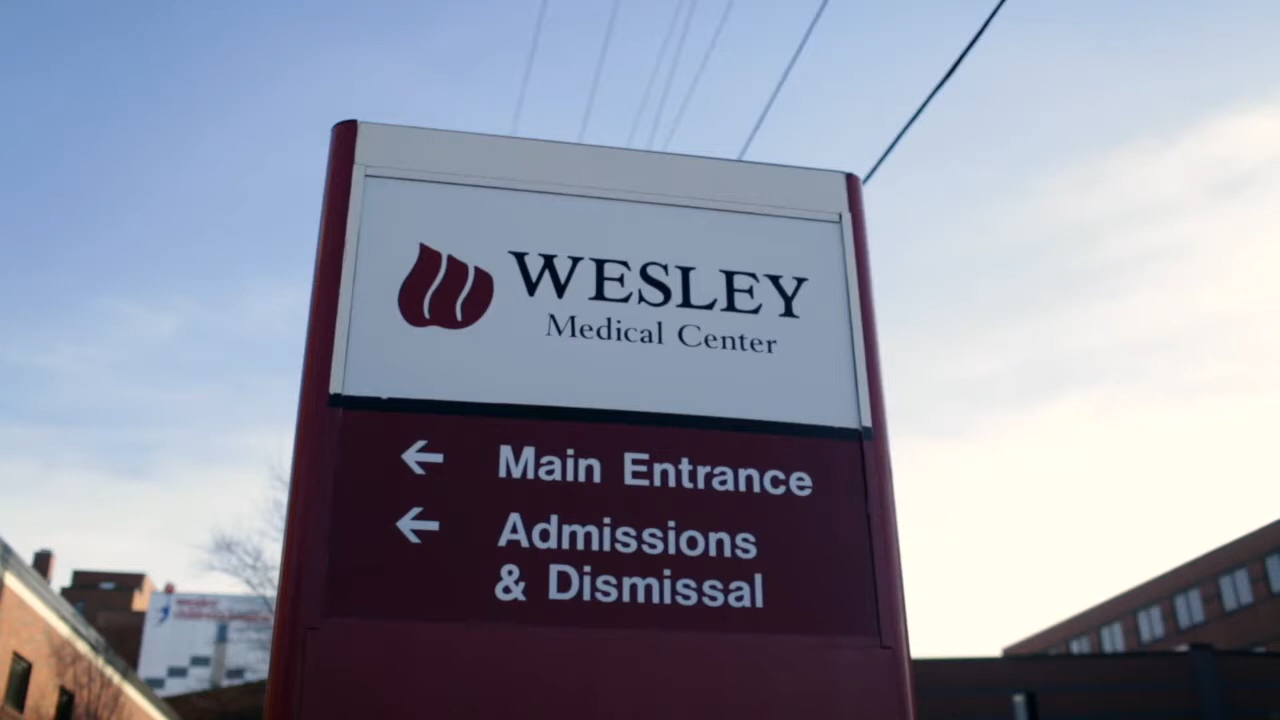 WESLEY
Medical Center
← Main Entrance
← Admissions
& Dismissal